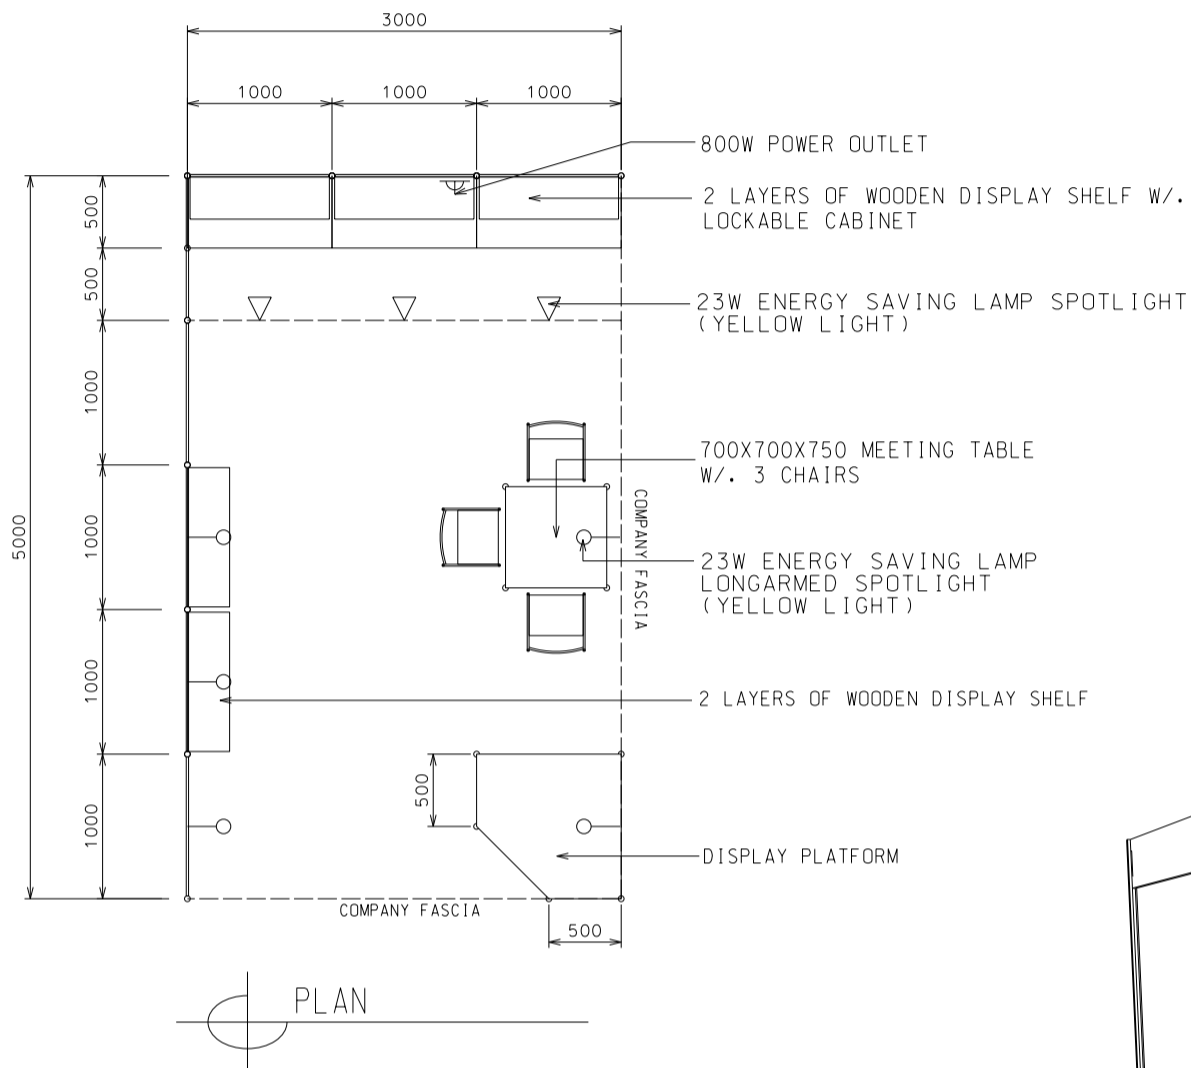 3000
1000
1000
1000
800W POWER OUTLET
2 LAYERS OF WOODEN DISPLAY SHELF W/.
LOCKABLE CABINET
500
500
23W ENERGY SAVING LAMP SPOTLIGHT
(YELLOW LIGHT)
1000
700X700X750 MEETING TABLE
W/. 3 CHAIRS
5000
1000
COMPANY FASCIA
23W ENERGY SAVING LAMP
LONGARMED SPOTLIGHT
(YELLOW LIGHT)
1000
2 LAYERS OF WOODEN DISPLAY SHELF
500
1000
DISPLAY PLATFORM
COMPANY FASCIA
500
PLAN